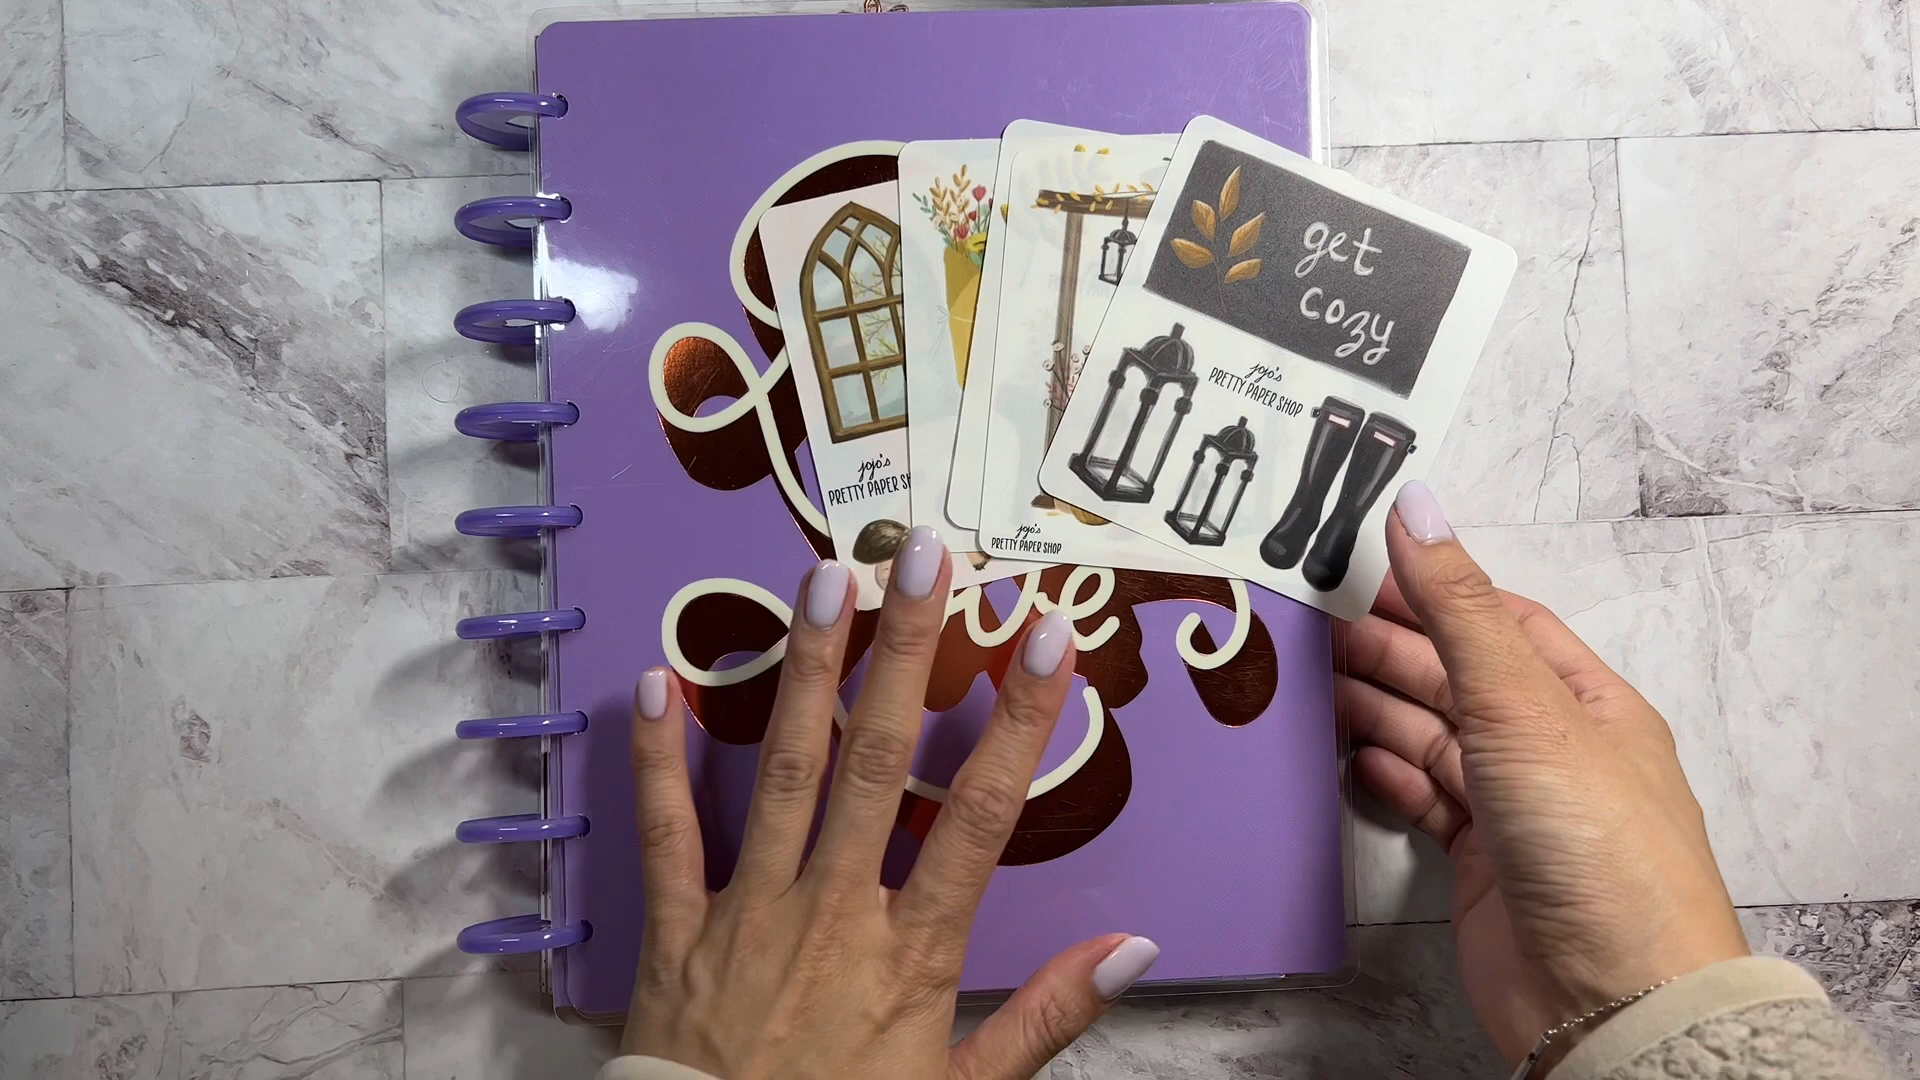 get
cozy
jojo's
PRETTY PAPER SHOP
jojo's
PRETTY PAPER SH
jojo's
PRETTY PAPER SHOP